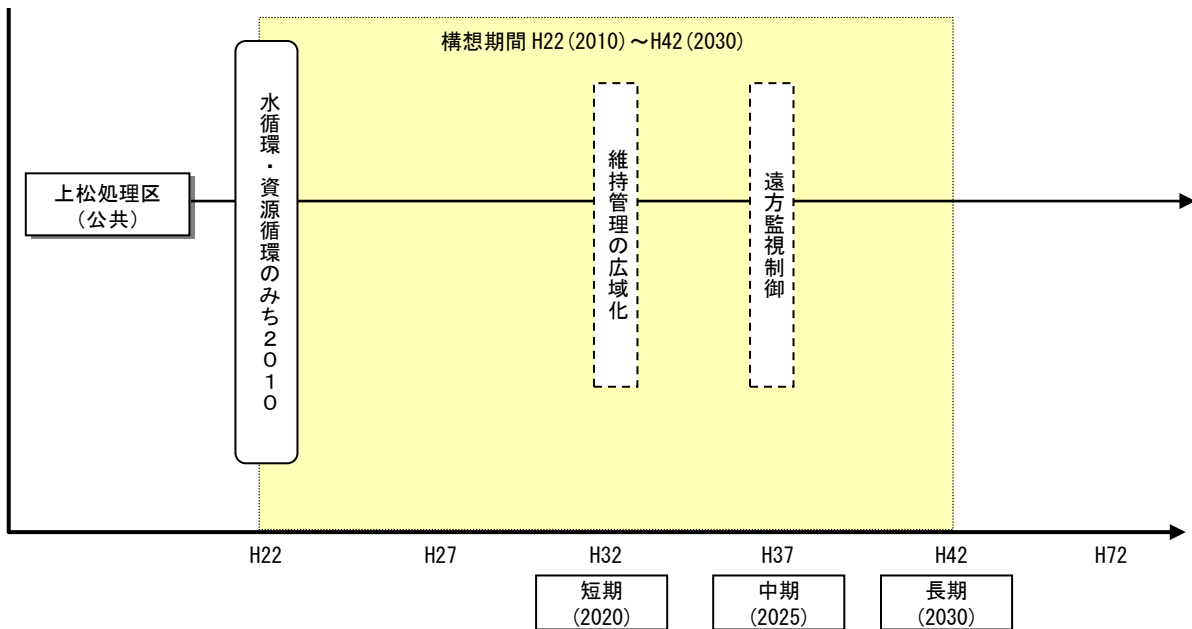 構想期間 H22(2010)～H42(2030)
上松処理区
(公共)
水循環・資源循環のみち2010
維持管理の広域化
遠方監視制御
H22
H27
H32
H37
H42
H72
短期
(2020)
中期
(2025)
長期
(2030)